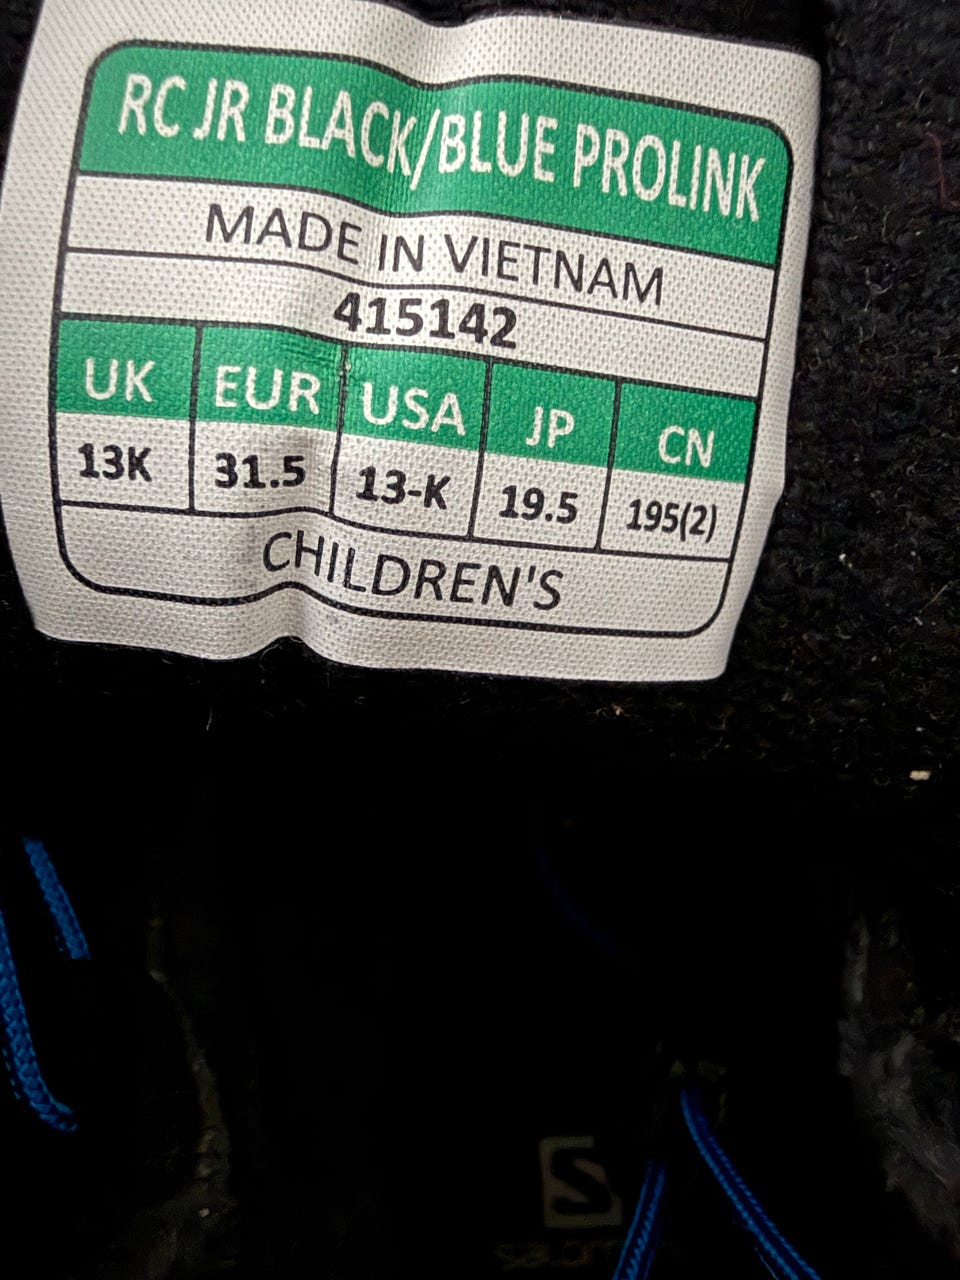 RC JR BLACK/BLUE PROLINK
MADE IN VIETNAM
415142
UK EUR USA JP CN
13K 31.5 13-K 19.5 195(2)
CHILDREN'S
S